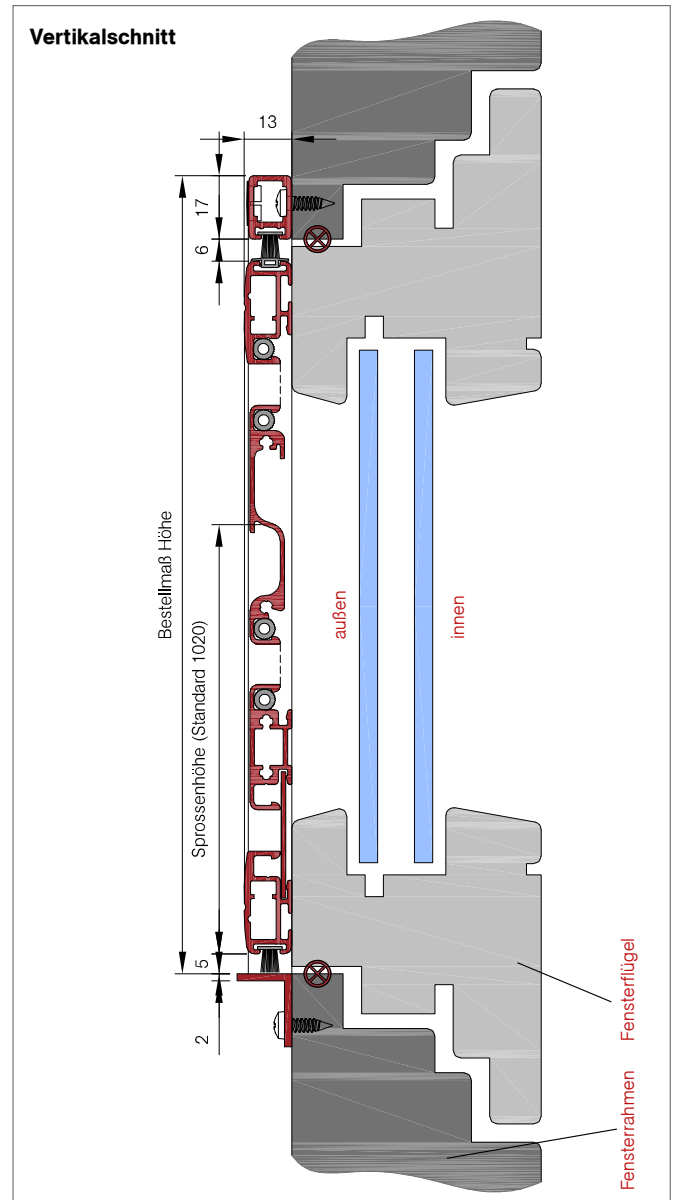 Vertikalschnitt
13
17
6
Bestellmaß Höhe
Sprossenhöhe (Standard 1020)
außen
innen
5
2
Fensterflügel
Fensterrahmen